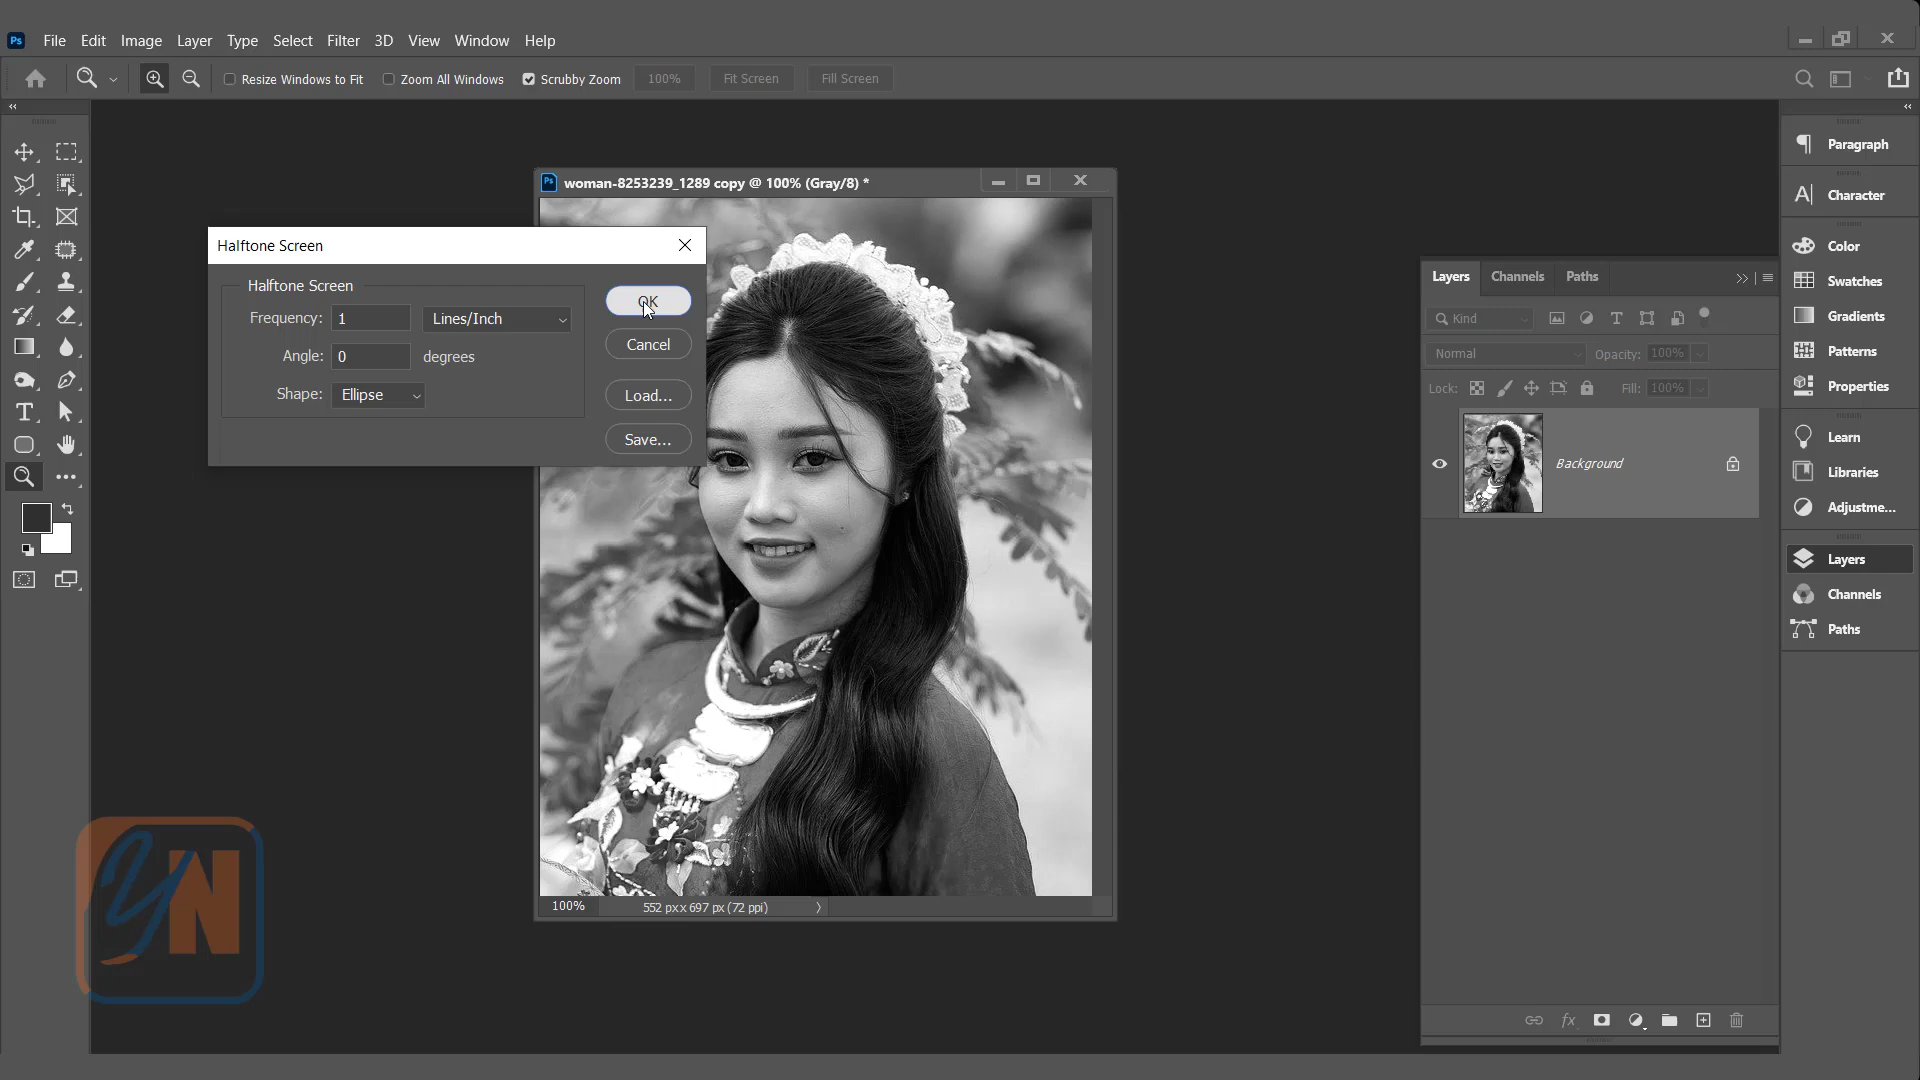 Ps File Edit Image Layer Type Select Filter 3D View Window Help
Resize Windows to Fit Zoom All Windows Scrubby Zoom 100% Fit Screen Fill Screen
Ps woman-8253239_1289 copy @ 100% (Gray/8) *
Halftone Screen
Halftone Screen
Frequency: 1 Lines/Inch
Angle: 0 degrees
Shape: Ellipse
OK
Cancel
Load...
Save...
100% 552 px x 697 px (72 ppi)
Layers Channels Paths
Kind
Normal Opacity: 100%
Lock: Fill: 100%
Background
fx
Paragraph
Character
Color
Swatches
Gradients
Patterns
Properties
Learn
Libraries
Adjustme...
Layers
Channels
Paths
YN